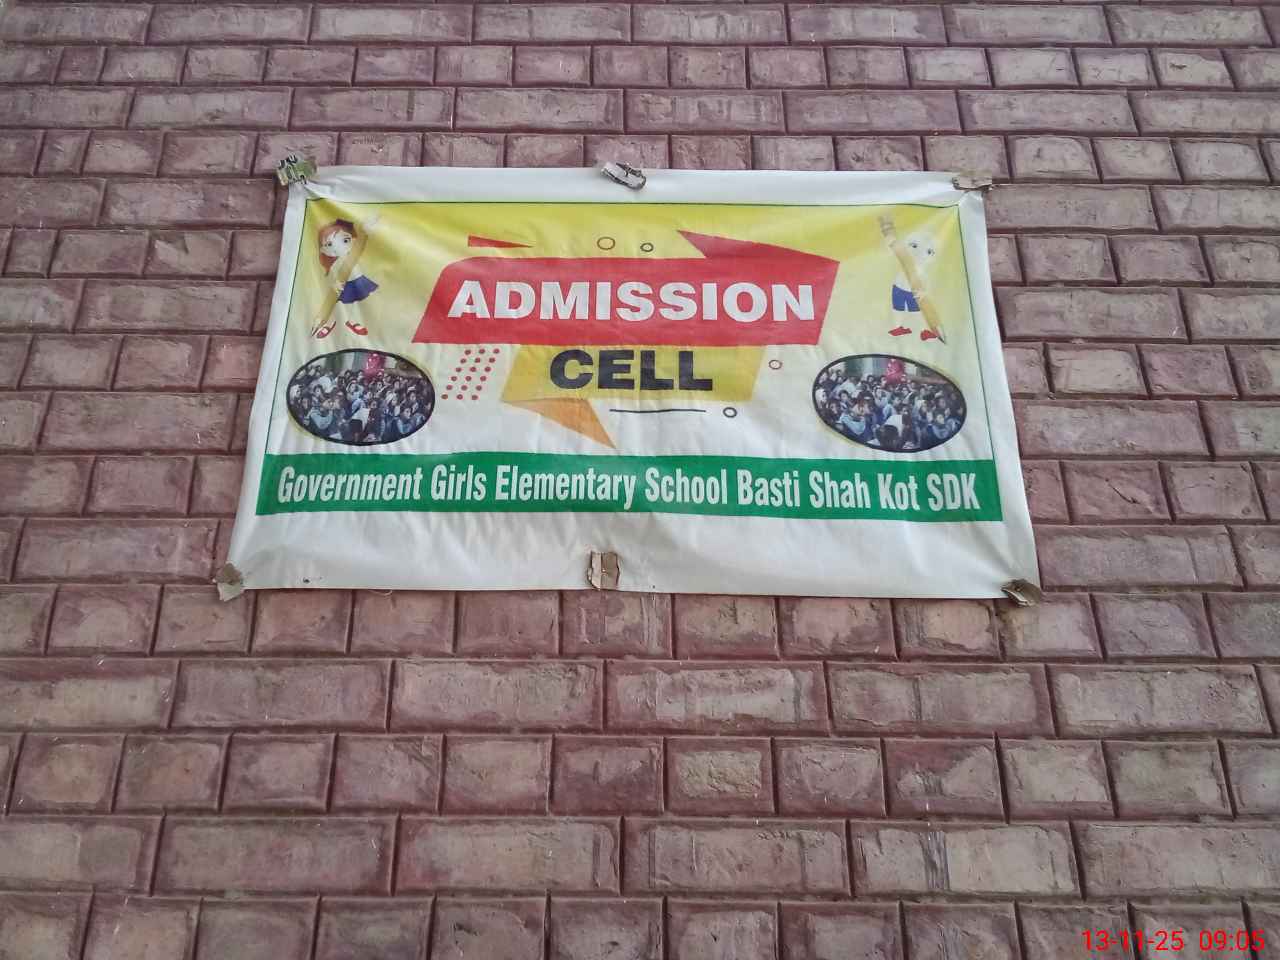 ADMISSION
CELL
Government Girls Elementary School Basti Shah Kot SDK
13-11-25 09:05